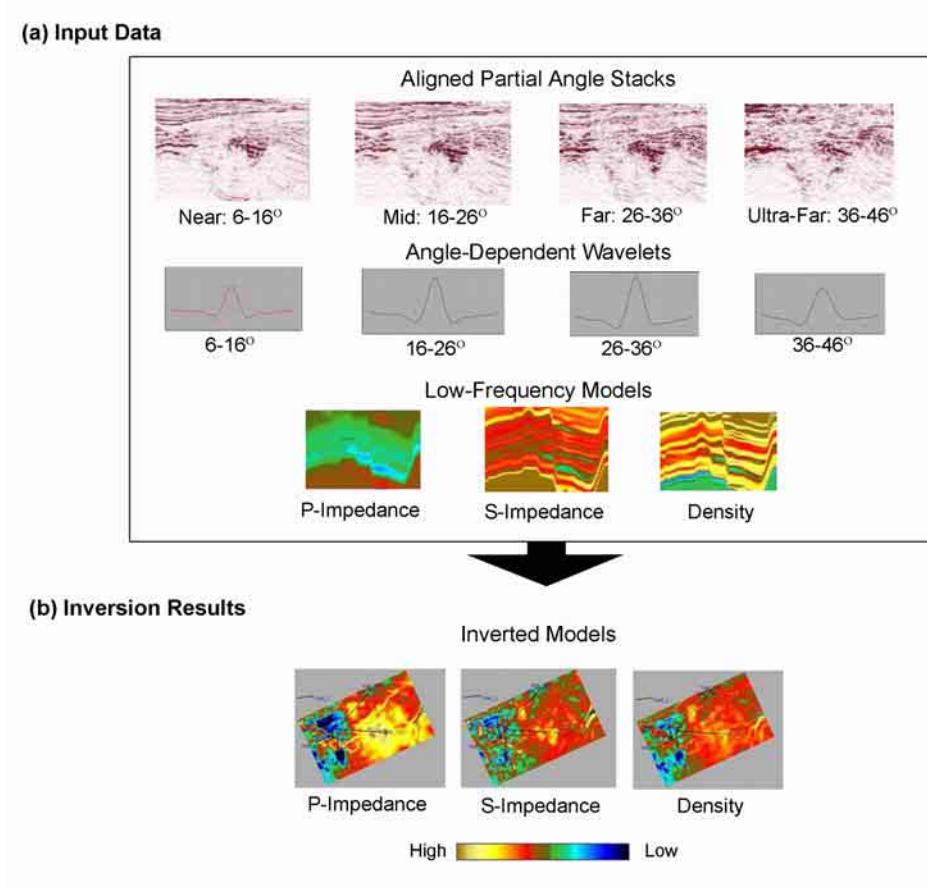 (a) Input Data
Aligned Partial Angle Stacks
Near: 6-16°
Mid: 16-26°
Far: 26-36°
Ultra-Far: 36-46°
Angle-Dependent Wavelets
6-16°
16-26°
26-36°
36-46°
Low-Frequency Models
P-Impedance
S-Impedance
Density
(b) Inversion Results
Inverted Models
P-Impedance
S-Impedance
Density
High
Low